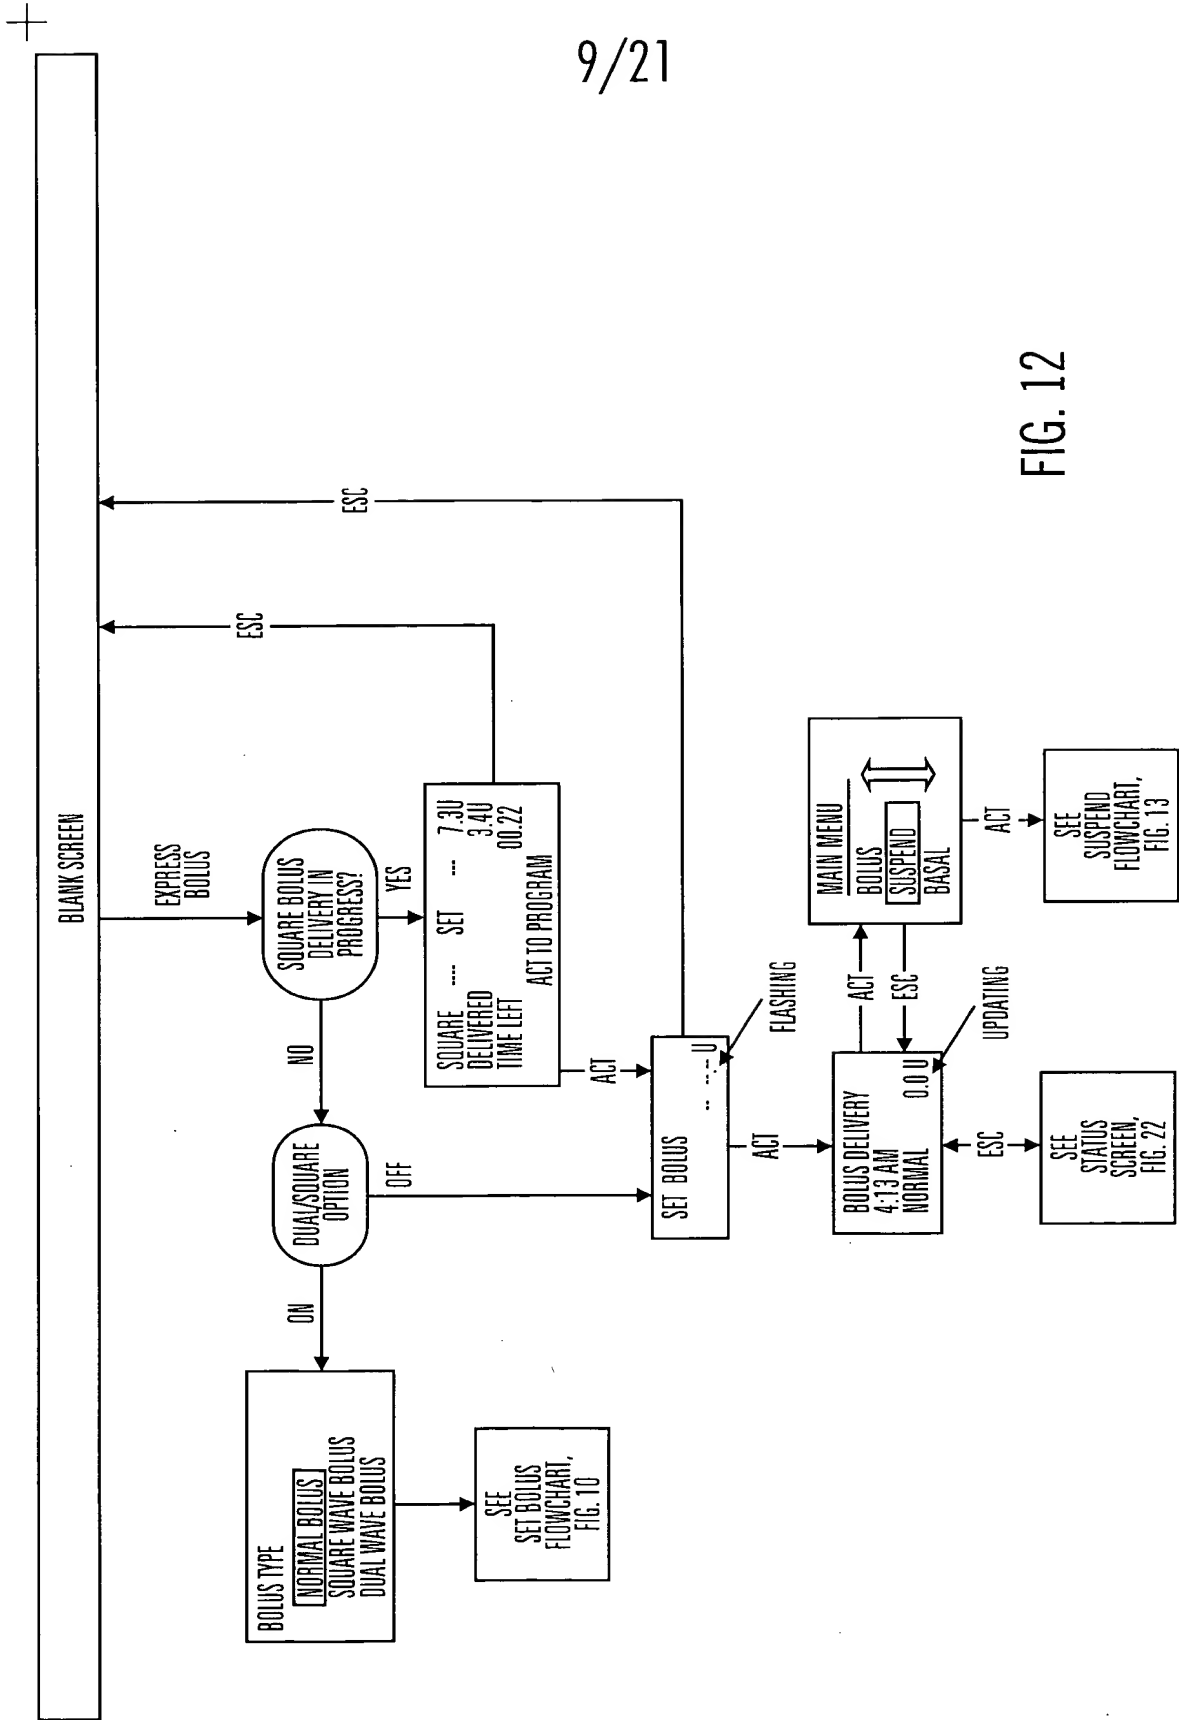 9/21
BLANK SCREEN
EXPRESS
BOLUS
SQUARE BOLUS
DELIVERY IN
PROGRESS?
NO
YES
ESC
ESC
DUAL/SQUARE
OPTION
ON
OFF
BOLUS TYPE
NORMAL BOLUS
SQUARE WAVE BOLUS
DUAL WAVE BOLUS
SEE
SET BOLUS
FLOWCHART,
FIG. 10
SQUARE ---- SET --- 7.3U
DELIVERED 3.4U
TIME LEFT 00.22
ACT TO PROGRAM
ACT
SET BOLUS -- --.-- U
FLASHING
ACT
BOLUS DELIVERY
4:13 AM
NORMAL 0.0 U
UPDATING
ACT
ESC
MAIN MENU
BOLUS
SUSPEND
BASAL
ESC
ACT
SEE
STATUS
SCREEN,
FIG. 22
SEE
SUSPEND
FLOWCHART,
FIG. 13
FIG. 12